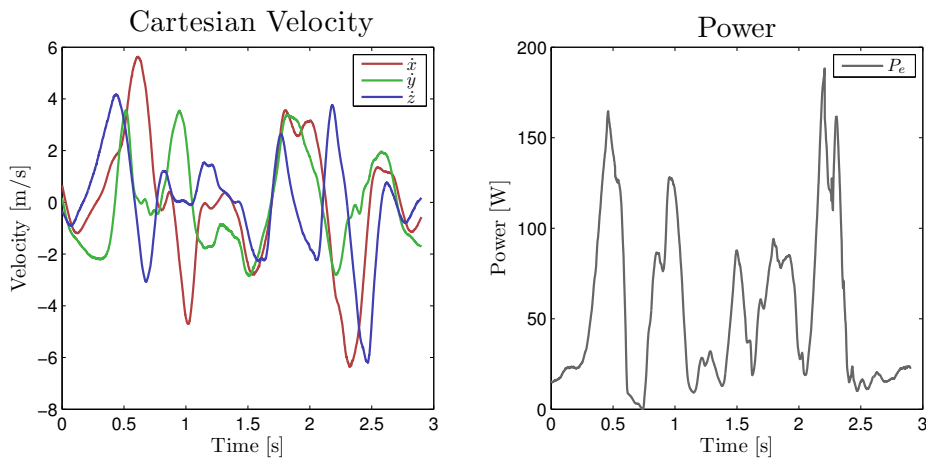 Cartesian Velocity
6
4
2
0
−2
−4
−6
−8
Velocity [m/s]
ẋ
ẏ
ż
0 0.5 1 1.5 2 2.5 3
Time [s]
Power
200
150
100
50
0
Power [W]
P_e
0 0.5 1 1.5 2 2.5 3
Time [s]